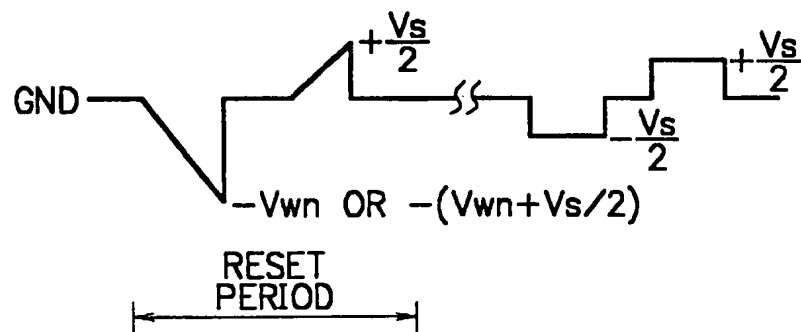 +Vs/2
GND
+Vs/2
-Vs/2
-Vwn OR -(Vwn+Vs/2)
RESET
PERIOD